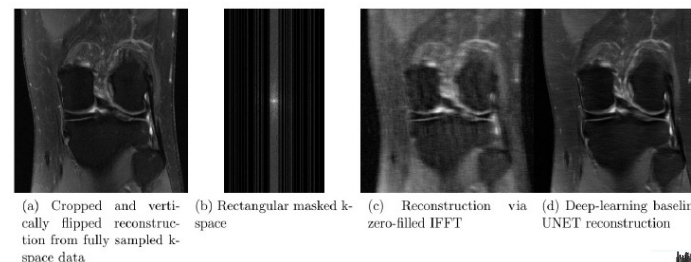 (a) Cropped and verti-
cally flipped reconstruc-
tion from fully sampled k-
space data
(b) Rectangular masked k-
space
(c) Reconstruction via
zero-filled IFFT
(d) Deep-learning baselin
UNET reconstruction